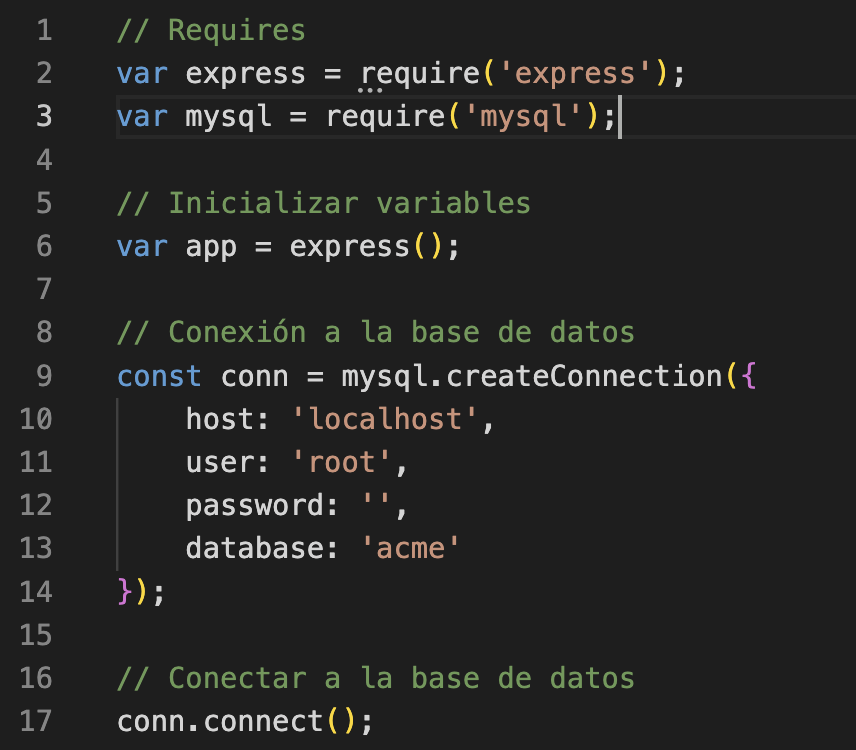 1 // Requires
2 var express = require('express');
3 var mysql = require('mysql');
4
5 // Inicializar variables
6 var app = express();
7
8 // Conexión a la base de datos
9 const conn = mysql.createConnection({
10     host: 'localhost',
11     user: 'root',
12     password: '',
13     database: 'acme'
14 });
15
16 // Conectar a la base de datos
17 conn.connect();